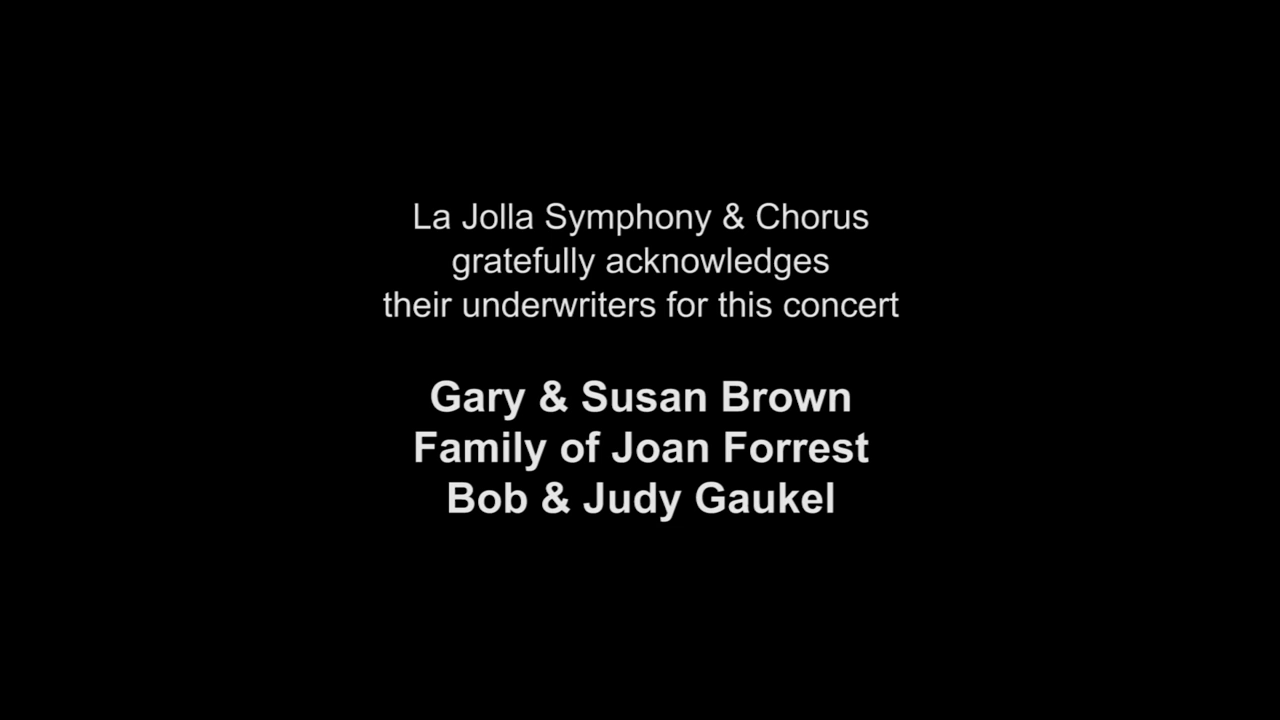 La Jolla Symphony & Chorus
gratefully acknowledges
their underwriters for this concert
Gary & Susan Brown
Family of Joan Forrest
Bob & Judy Gaukel